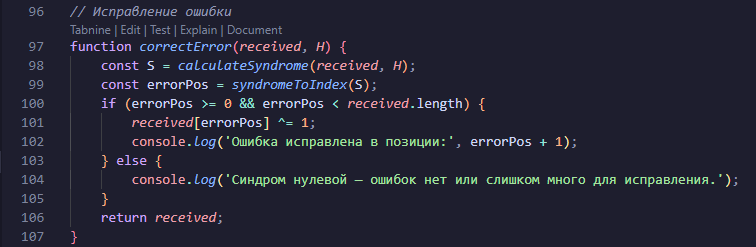 96 // Исправление ошибки
Tabnine | Edit | Test | Explain | Document
97 function correctError(received, H) {
98 const S = calculateSyndrome(received, H);
99 const errorPos = syndromeToIndex(S);
100 if (errorPos >= 0 && errorPos < received.length) {
101 received[errorPos] ^= 1;
102 console.log('Ошибка исправлена в позиции:', errorPos + 1);
103 } else {
104 console.log('Синдром нулевой — ошибок нет или слишком много для исправления.');
105 }
106 return received;
107 }